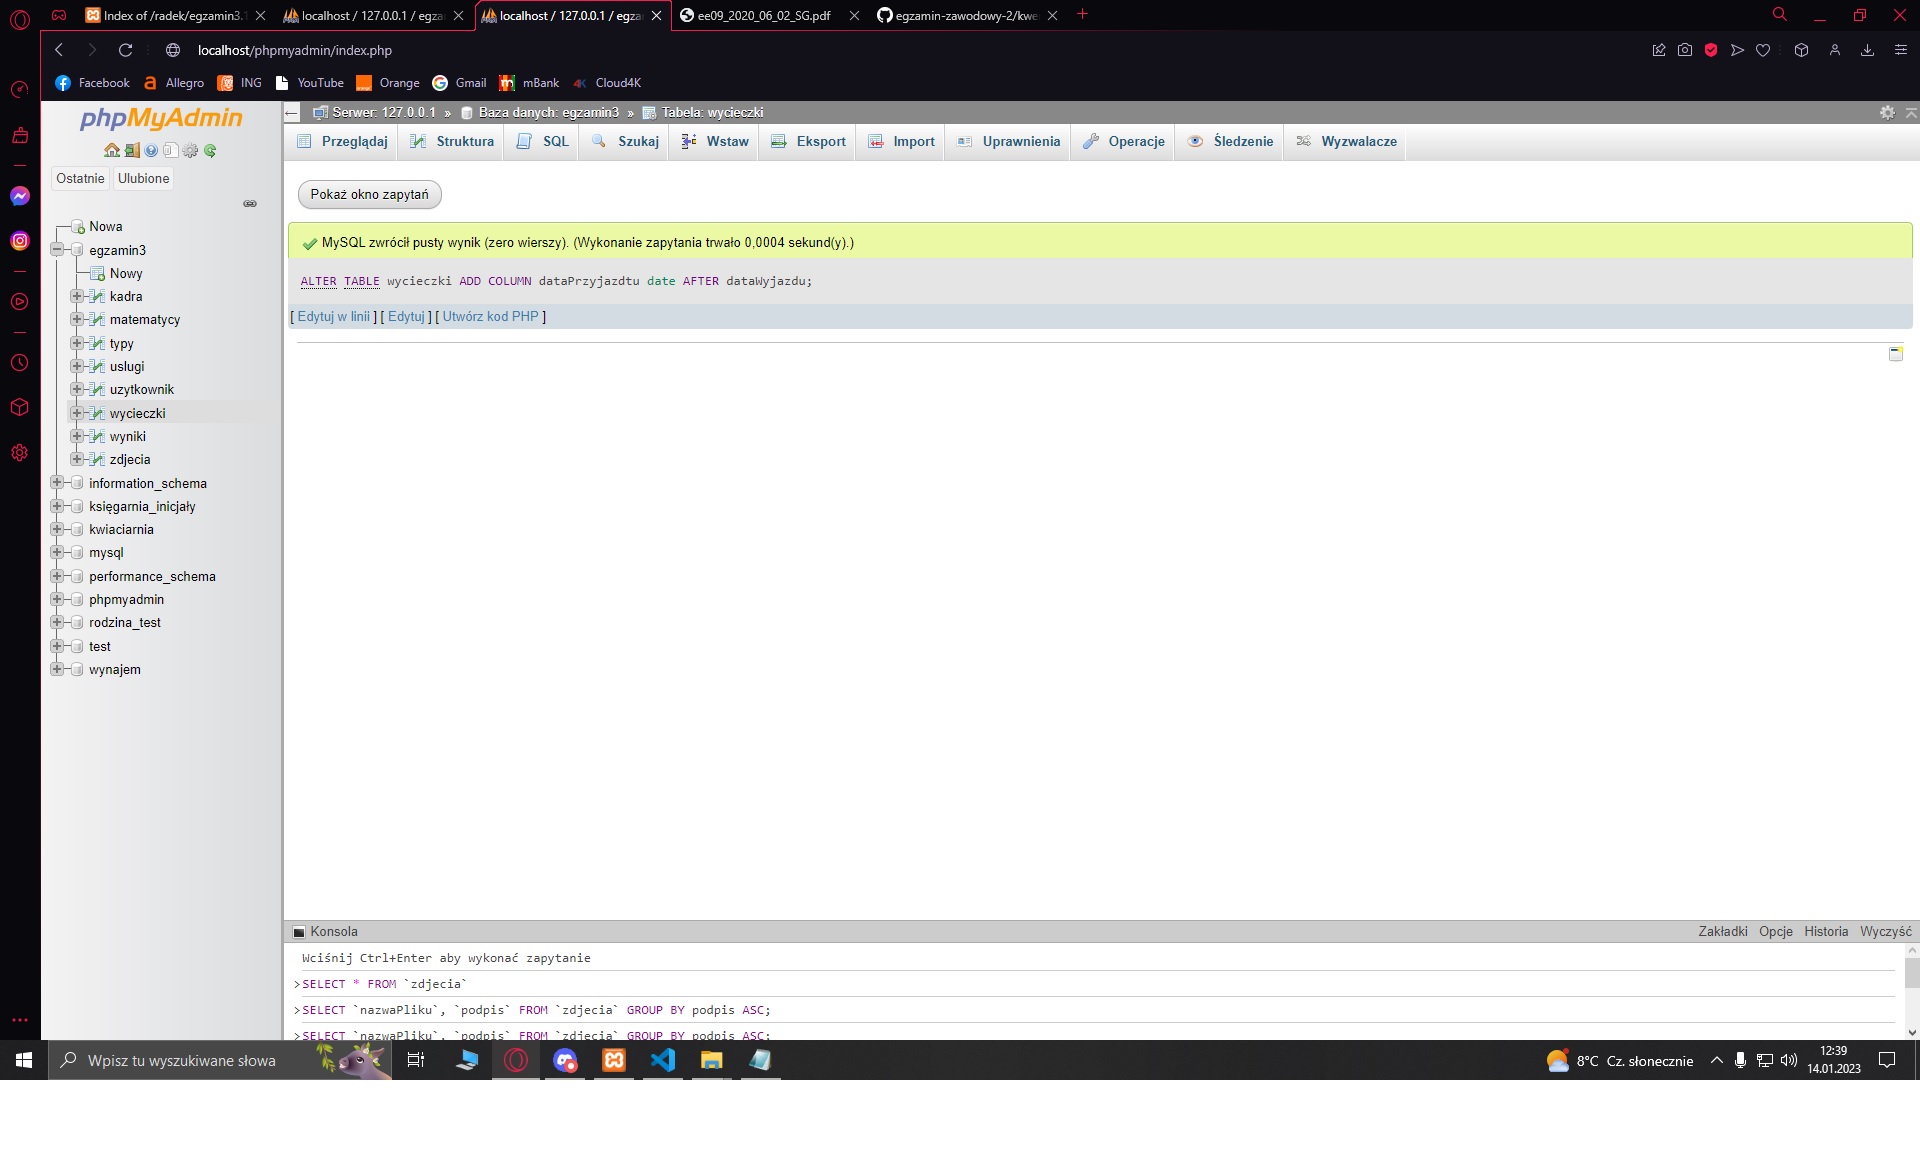 Index of /radek/egzamin3.
localhost / 127.0.0.1 / egza
localhost / 127.0.0.1 / egza
ee09_2020_06_02_SG.pdf
egzamin-zawodowy-2/kwe
localhost/phpmyadmin/index.php
Facebook
Allegro
ING
YouTube
Orange
Gmail
mBank
4K Cloud4K
phpMyAdmin
Ostatnie
Ulubione
Nowa
egzamin3
Nowy
kadra
matematycy
typy
uslugi
uzytkownik
wycieczki
wyniki
zdjecia
information_schema
księgarnia_inicjały
kwiaciarnia
mysql
performance_schema
phpmyadmin
rodzina_test
test
wynajem
Serwer: 127.0.0.1 » Baza danych: egzamin3 » Tabela: wycieczki
Przeglądaj
Struktura
SQL
Szukaj
Wstaw
Eksport
Import
Uprawnienia
Operacje
Śledzenie
Wyzwalacze
Pokaż okno zapytań
MySQL zwrócił pusty wynik (zero wierszy). (Wykonanie zapytania trwało 0,0004 sekund(y).)
ALTER TABLE wycieczki ADD COLUMN dataPrzyjazdtu date AFTER dataWyjazdu;
[ Edytuj w linii ] [ Edytuj ] [ Utwórz kod PHP ]
Konsola
Zakładki
Opcje
Historia
Wyczyść
Wciśnij Ctrl+Enter aby wykonać zapytanie
>SELECT * FROM `zdjecia`
>SELECT `nazwaPliku`, `podpis` FROM `zdjecia` GROUP BY podpis ASC;
>SELECT `nazwaPliku`, `podpis` FROM `zdjecia` GROUP BY podpis ASC;
Wpisz tu wyszukiwane słowa
8°C Cz. słonecznie
12:39
14.01.2023